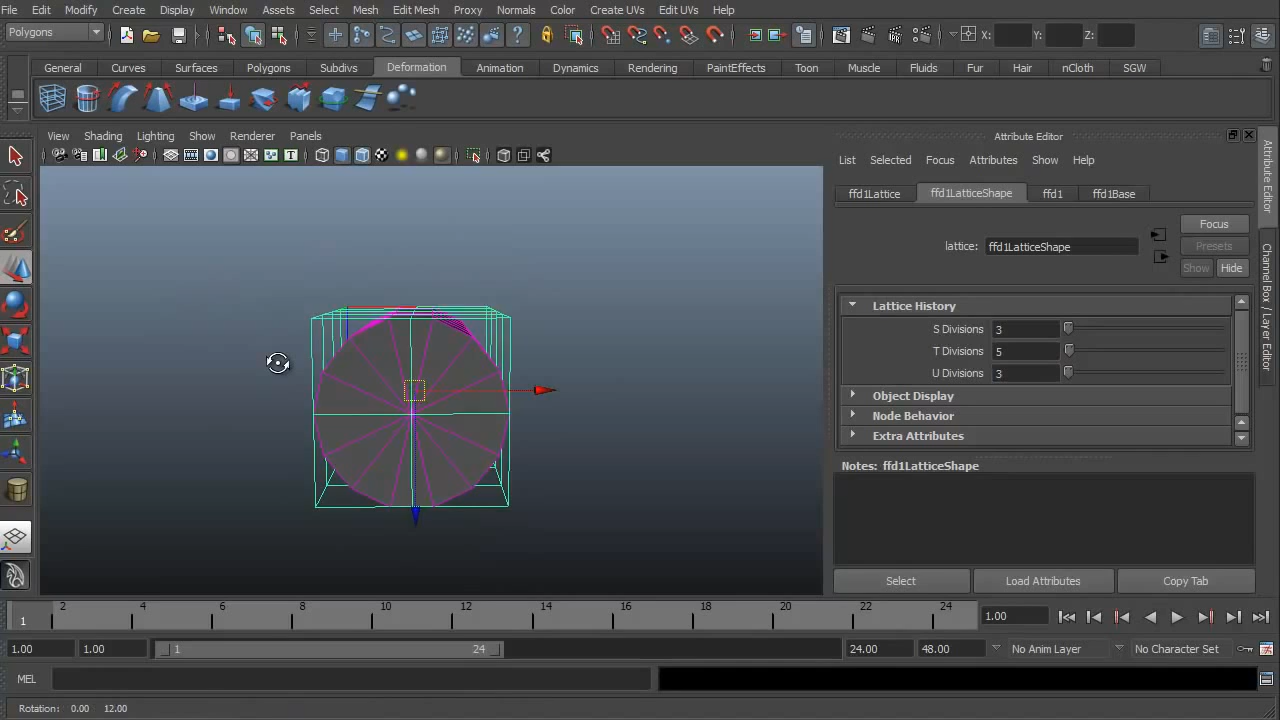 File Edit Modify Create Display Window Assets Select Mesh Edit Mesh Proxy Normals Color Create UVs Edit UVs Help
Polygons X: Y: Z:
General Curves Surfaces Polygons Subdivs Deformation Animation Dynamics Rendering PaintEffects Toon Muscle Fluids Fur Hair nCloth SGW
View Shading Lighting Show Renderer Panels
Attribute Editor
List Selected Focus Attributes Show Help
ffd1Lattice ffd1LatticeShape ffd1 ffd1Base
Focus
lattice: ffd1LatticeShape Presets
Show Hide
Lattice History
S Divisions 3
T Divisions 5
U Divisions 3
Object Display
Node Behavior
Extra Attributes
Notes: ffd1LatticeShape
Select Load Attributes Copy Tab
Attribute Editor
Channel Box / Layer Editor
1 2 4 6 8 10 12 14 16 18 20 22 24 1.00
1.00 1.00 1 24 24.00 48.00 No Anim Layer No Character Set
MEL
Rotation: 0.00 12.00